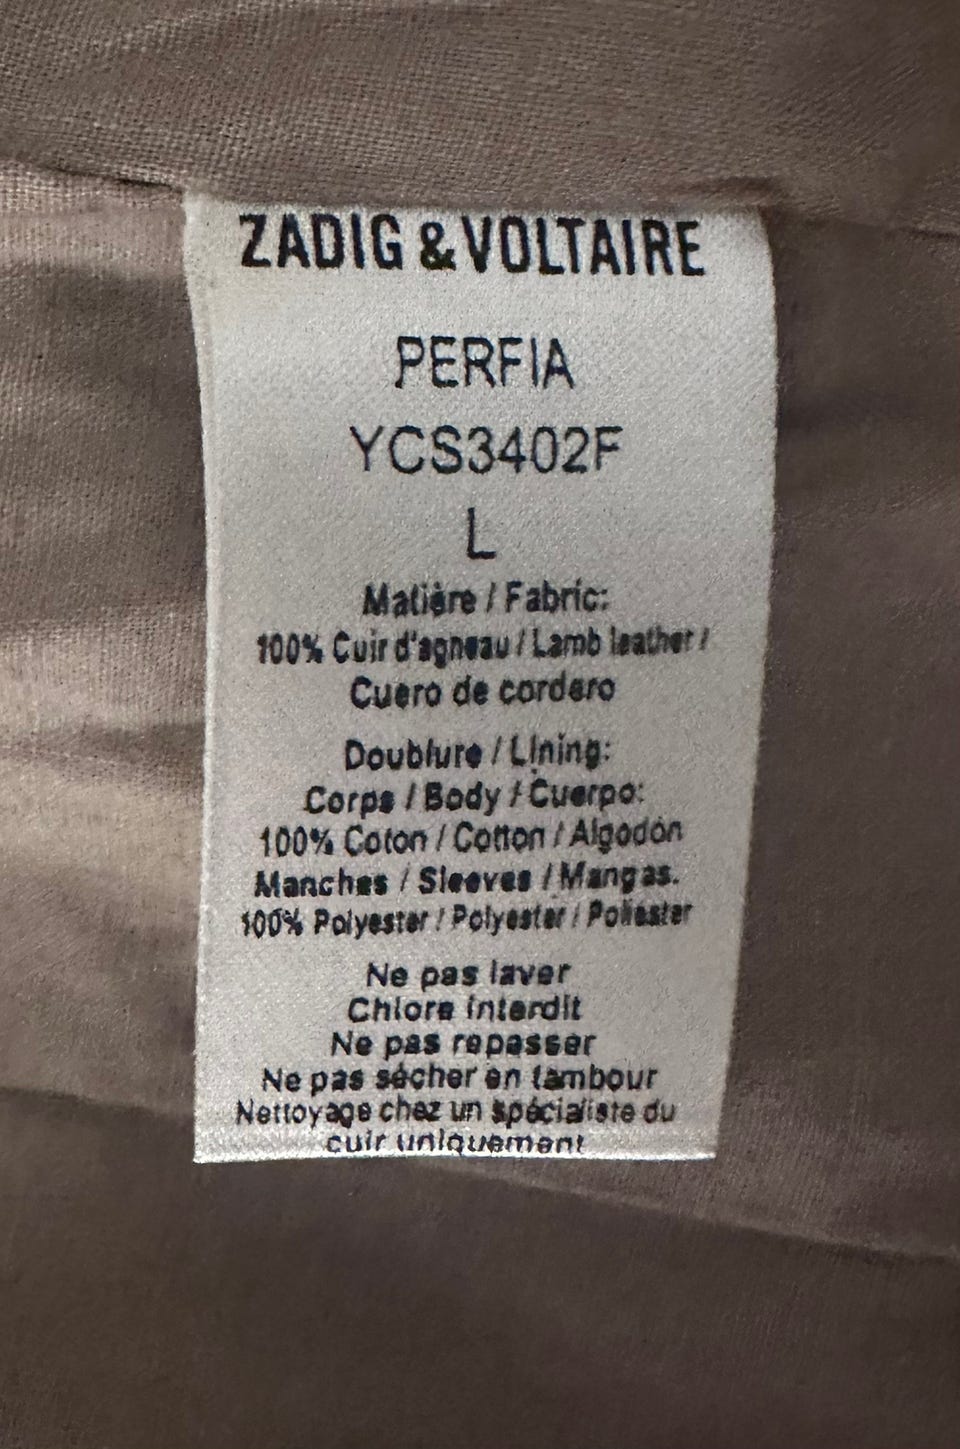 ZADIG & VOLTAIRE
PERFIA
YCS3402F
L
Matière / Fabric:
100% Cuir d'agneau / Lamb leather /
Cuero de cordero
Doublure / Lining:
Corps / Body / Cuerpo:
100% Coton / Cotton / Algodón
Manches / Sleeves / Mangas.
100% Polyester / Polyester / Poliester
Ne pas laver
Chlore interdit
Ne pas repasser
Ne pas sécher en tambour
Nettoyage chez un spécialiste du
cuir uniquement